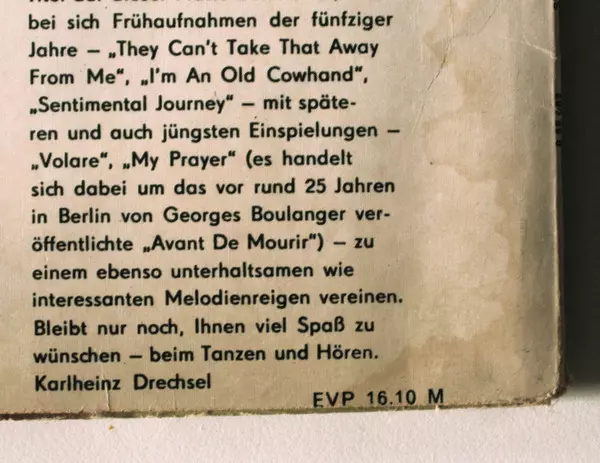 bei sich Frühaufnahmen der fünfziger
Jahre – „They Can't Take That Away
From Me“, „I'm An Old Cowhand“,
„Sentimental Journey“ – mit späte-
ren und auch jüngsten Einspielungen –
„Volare“, „My Prayer“ (es handelt
sich dabei um das vor rund 25 Jahren
in Berlin von Georges Boulanger ver-
öffentlichte „Avant De Mourir“) – zu
einem ebenso unterhaltsamen wie
interessanten Melodienreigen vereinen.
Bleibt nur noch, Ihnen viel Spaß zu
wünschen – beim Tanzen und Hören.
Karlheinz Drechsel
EVP 16.10 M